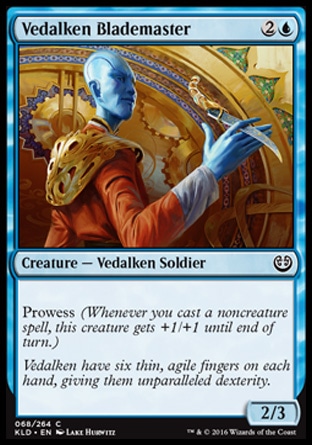 Vedalken Blademaster 2
Creature — Vedalken Soldier
Prowess (Whenever you cast a noncreature
spell, this creature gets +1/+1 until end of
turn.)
Vedalken have six thin, agile fingers on each
hand, giving them unparalleled dexterity.
2/3
068/264 C
KLD • EN Lake Hurwitz
™ & © 2016 Wizards of the Coast